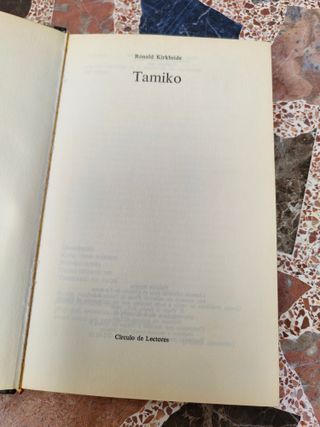 Ronald Kirkbride
Tamiko
Círculo de Lectores